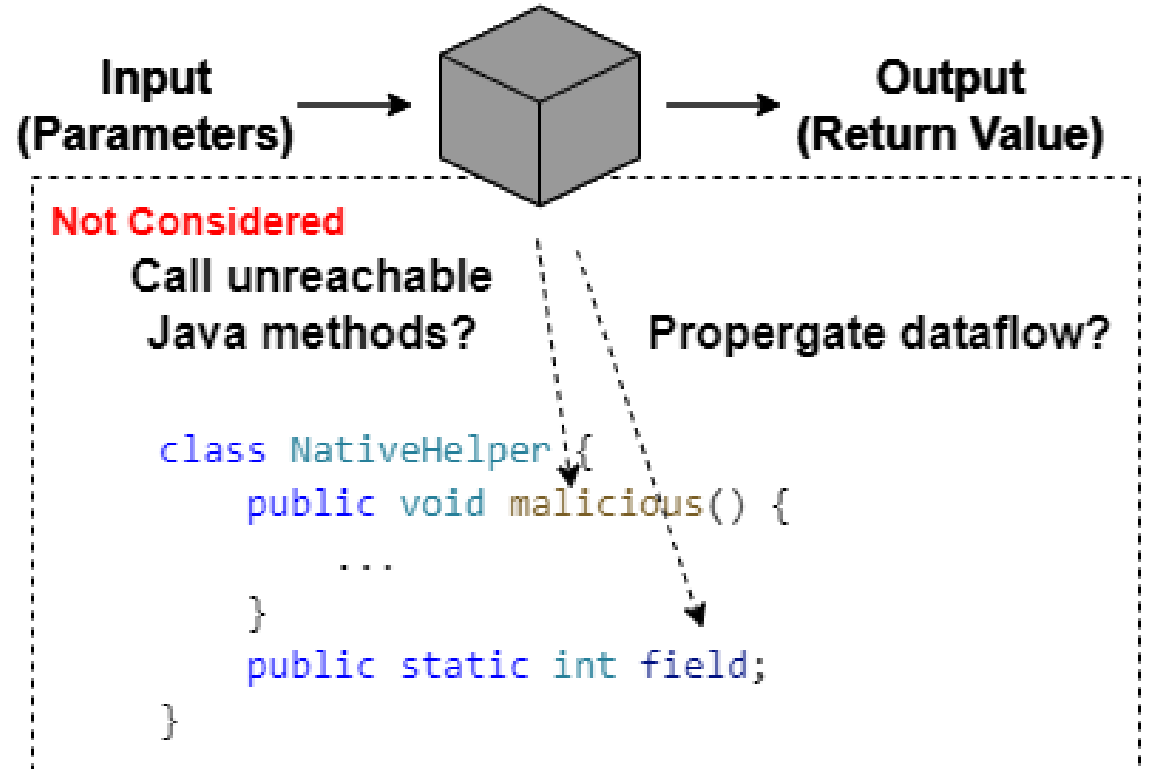 Input
(Parameters)
Output
(Return Value)
Not Considered
Call unreachable
Java methods?
Propergate dataflow?
class NativeHelper {
    public void malicious() {
        ...
    }
    public static int field;
}